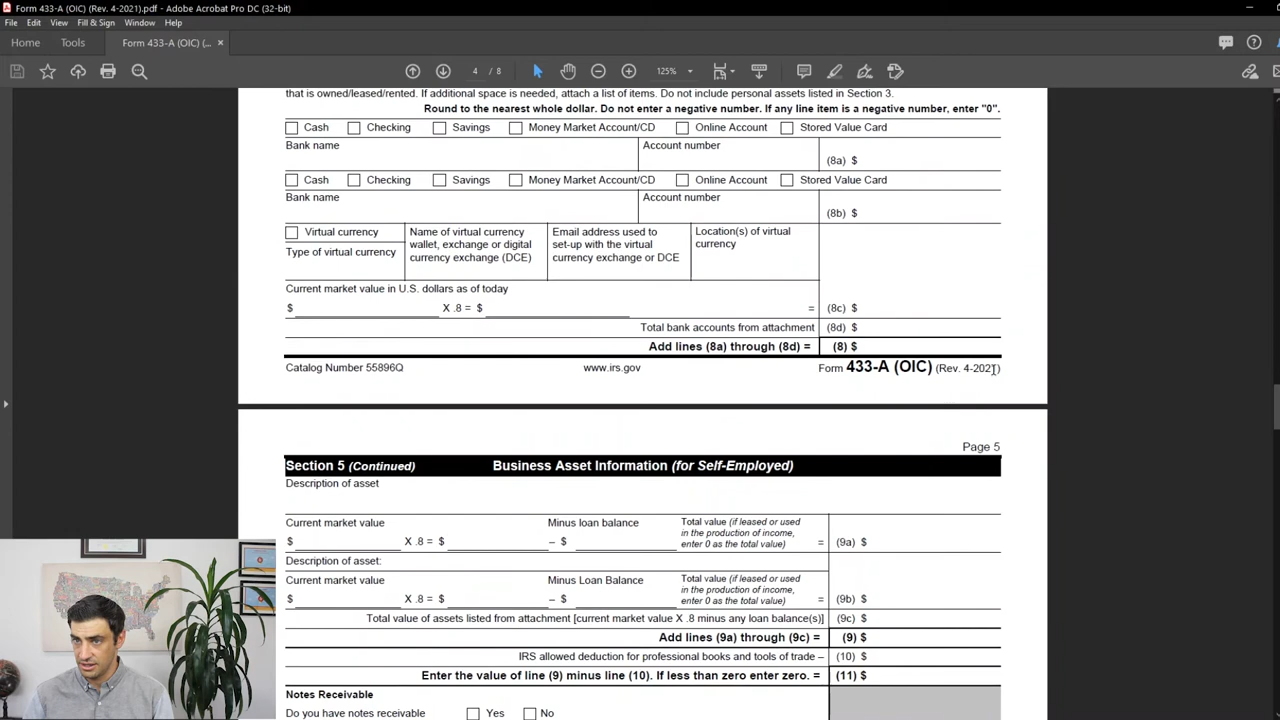 Form 433-A (OIC) (Rev. 4-2021).pdf - Adobe Acrobat Pro DC (32-bit)
File Edit View Fill & Sign Window Help
Home Tools Form 433-A (OIC) (... ×
4 / 8 125%
that is owned/leased/rented. If additional space is needed, attach a list of items. Do not include personal assets listed in Section 3.
Round to the nearest whole dollar. Do not enter a negative number. If any line item is a negative number, enter "0".
Cash Checking Savings Money Market Account/CD Online Account Stored Value Card
Bank name Account number
(8a) $
Cash Checking Savings Money Market Account/CD Online Account Stored Value Card
Bank name Account number
(8b) $
Virtual currency
Type of virtual currency
Name of virtual currency
wallet, exchange or digital
currency exchange (DCE)
Email address used to
set-up with the virtual
currency exchange or DCE
Location(s) of virtual
currency
Current market value in U.S. dollars as of today
$ X .8 = $ = (8c) $
Total bank accounts from attachment (8d) $
Add lines (8a) through (8d) = (8) $
Catalog Number 55896Q www.irs.gov Form 433-A (OIC) (Rev. 4-2021)
Page 5
Section 5 (Continued) Business Asset Information (for Self-Employed)
Description of asset
Current market value Minus loan balance
$ X .8 = $ – $
Total value (if leased or used
in the production of income,
enter 0 as the total value) = (9a) $
Description of asset:
Current market value Minus Loan Balance
$ X .8 = $ – $
Total value (if leased or used
in the production of income,
enter 0 as the total value) = (9b) $
Total value of assets listed from attachment [current market value X .8 minus any loan balance(s)] (9c) $
Add lines (9a) through (9c) = (9) $
IRS allowed deduction for professional books and tools of trade – (10) $
Enter the value of line (9) minus line (10). If less than zero enter zero. = (11) $
Notes Receivable
Do you have notes receivable Yes No